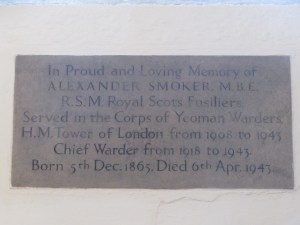 In Proud and Loving Memory of
ALEXANDER SMOKER, M.B.E.
R.S.M. Royal Scots Fusiliers.
Served in the Corps of Yeoman Warders,
H.M. Tower of London from 1908 to 1943
Chief Warder from 1918 to 1943.
Born 5th Dec. 1865. Died 6th Apr. 1943.